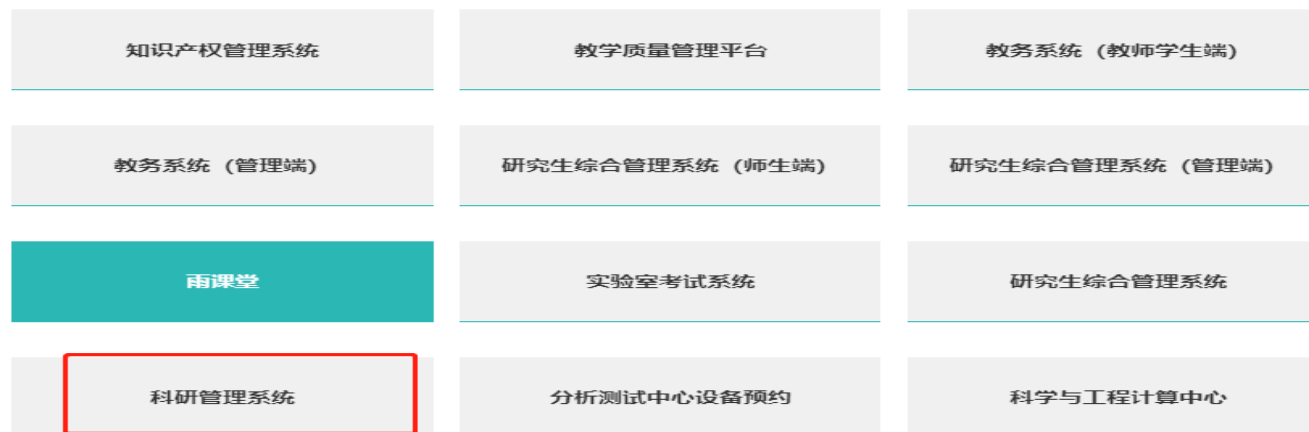 知识产权管理系统
教学质量管理平台
教务系统（教师学生端）
教务系统（管理端）
研究生综合管理系统（师生端）
研究生综合管理系统（管理端）
雨课堂
实验室考试系统
研究生综合管理系统
科研管理系统
分析测试中心设备预约
科学与工程计算中心